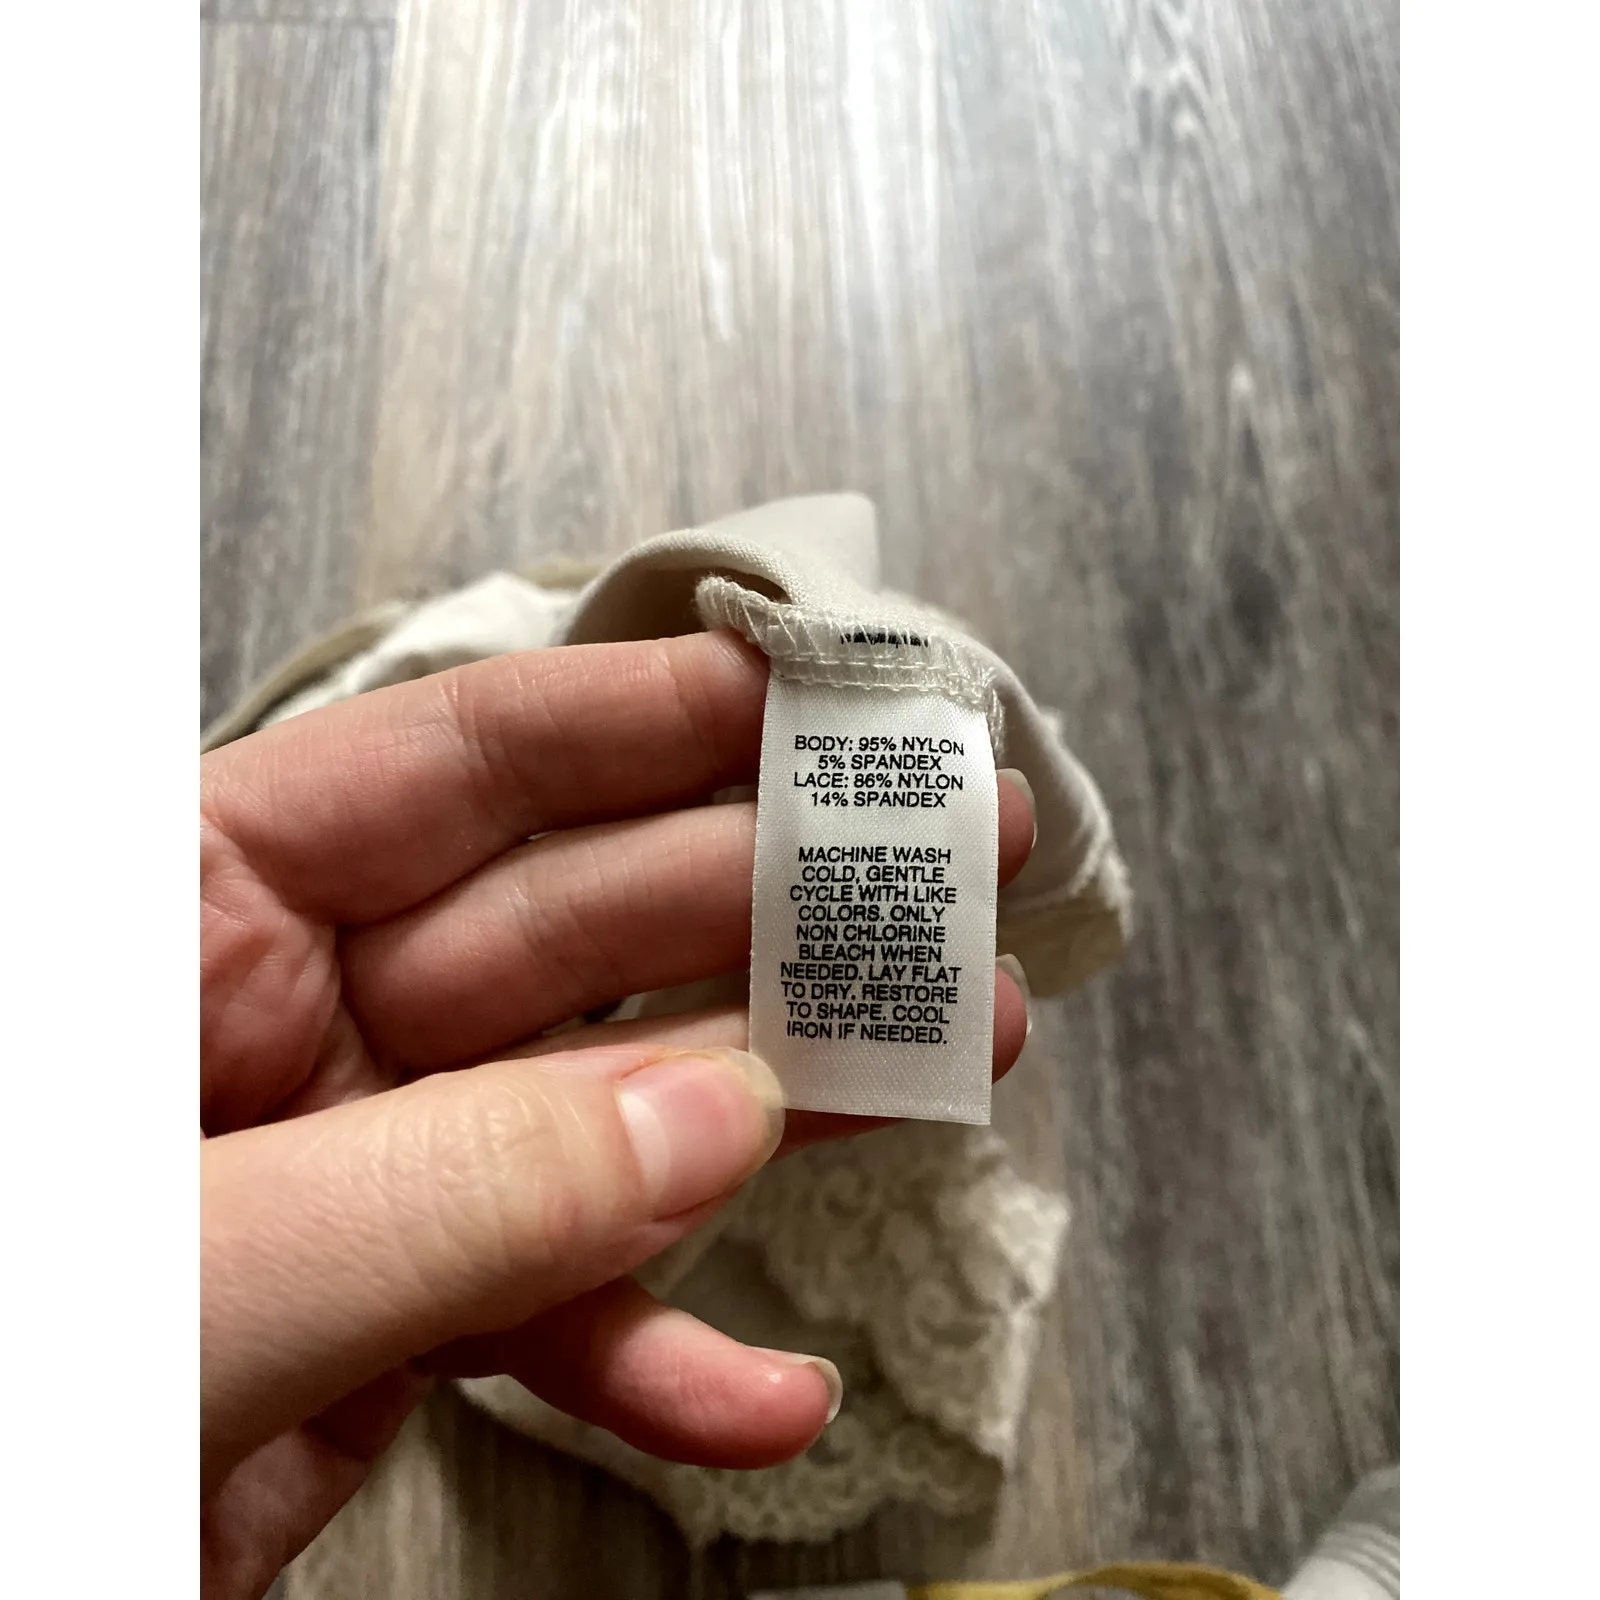 BODY: 95% NYLON
5% SPANDEX
LACE: 86% NYLON
14% SPANDEX
MACHINE WASH
COLD, GENTLE
CYCLE WITH LIKE
COLORS. ONLY
NON CHLORINE
BLEACH WHEN
NEEDED. LAY FLAT
TO DRY. RESTORE
TO SHAPE. COOL
IRON IF NEEDED.